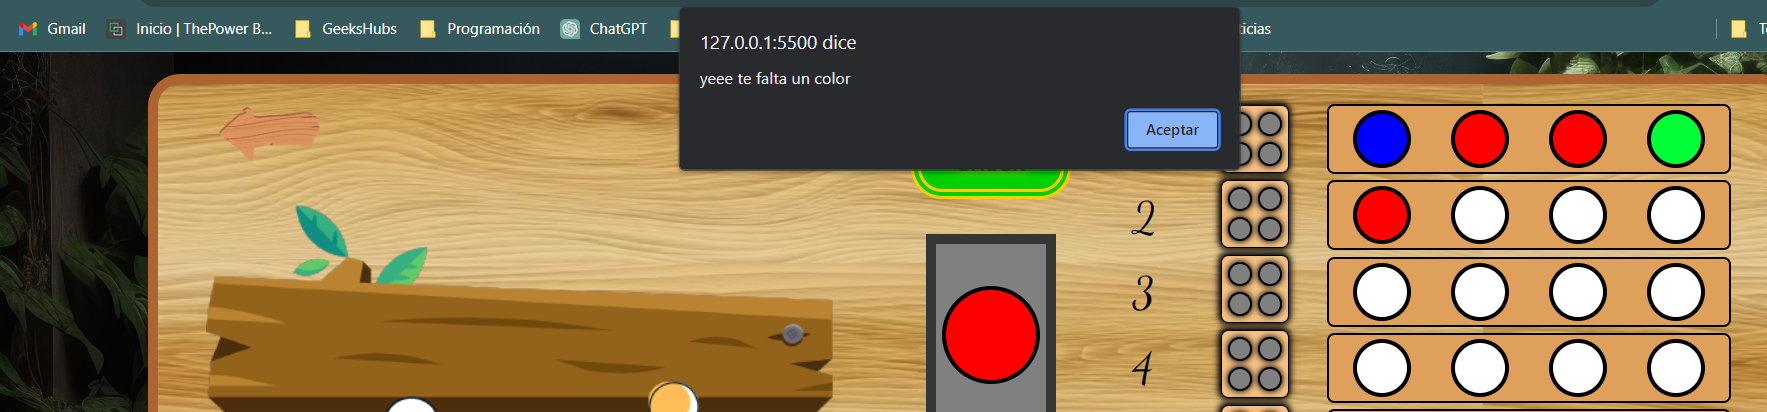 Gmail
Inicio | ThePower B...
GeeksHubs
Programación
ChatGPT
ticias
127.0.0.1:5500 dice
yeee te falta un color
Aceptar
2
3
4